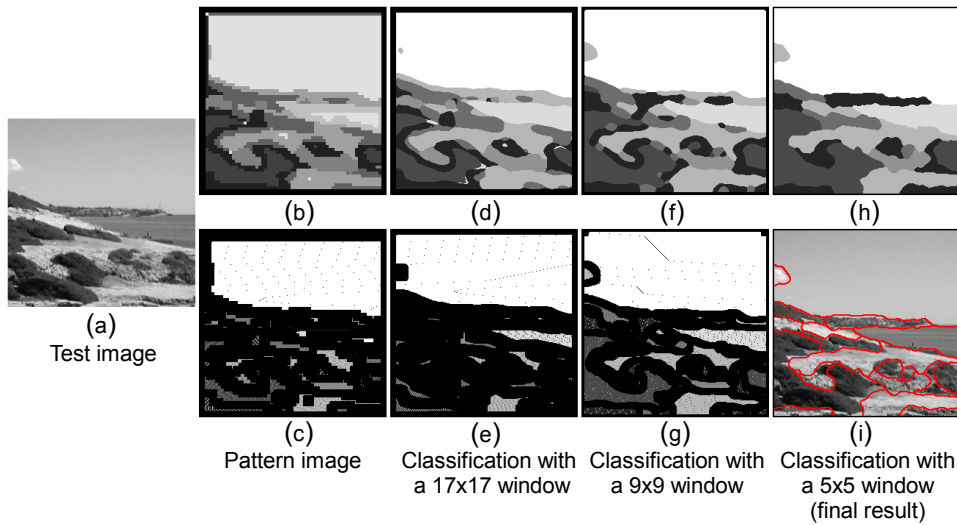 (b)
(d)
(f)
(h)
(a)
Test image
(c)
Pattern image
(e)
Classification with
a 17x17 window
(g)
Classification with
a 9x9 window
(i)
Classification with
a 5x5 window
(final result)